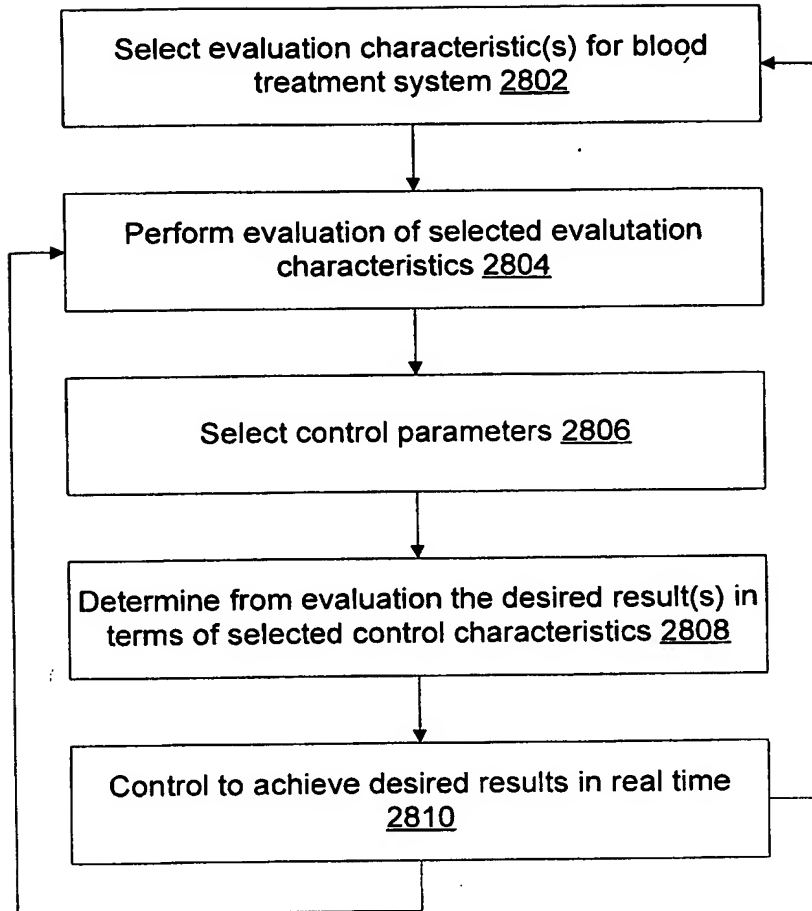 Select evaluation characteristic(s) for blood
treatment system 2802
Perform evaluation of selected evalutation
characteristics 2804
Select control parameters 2806
Determine from evaluation the desired result(s) in
terms of selected control characteristics 2808
Control to achieve desired results in real time
2810